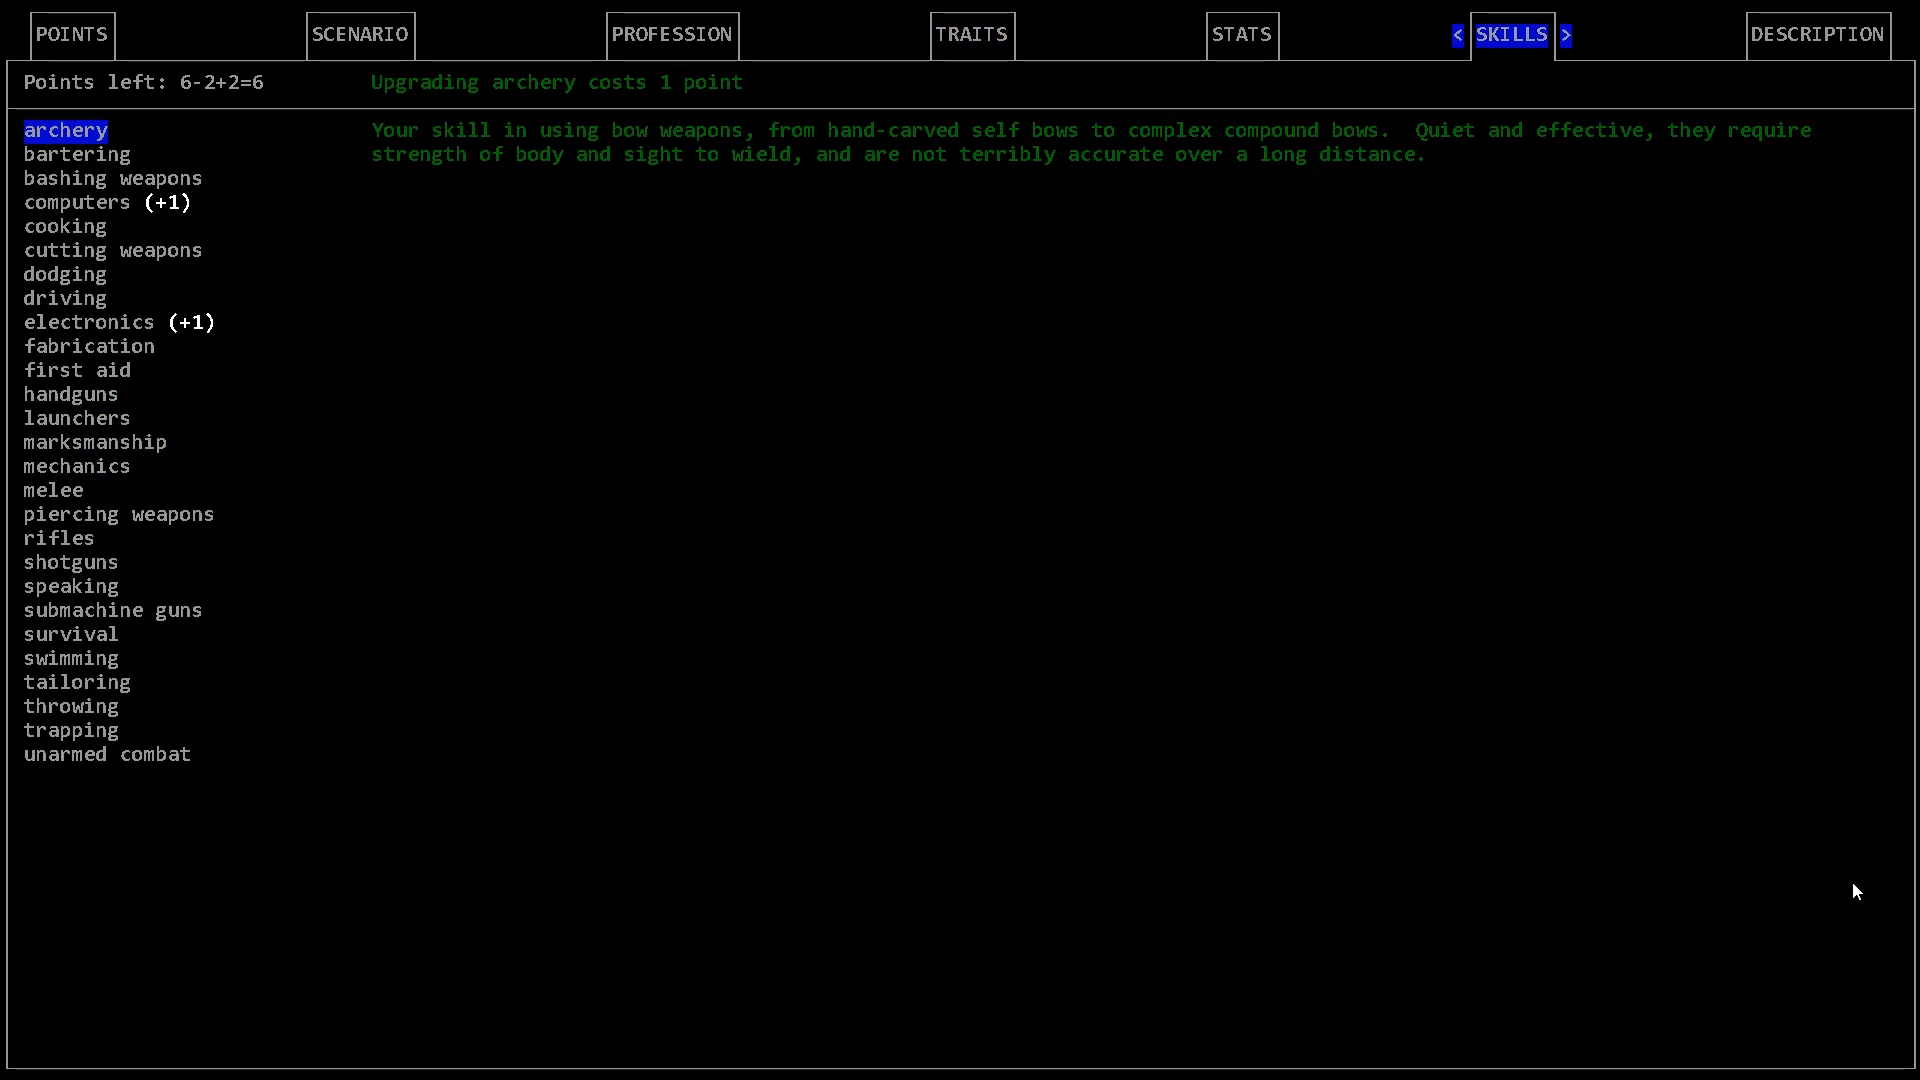 POINTS SCENARIO PROFESSION TRAITS STATS < SKILLS > DESCRIPTION
Points left: 6-2+2=6 Upgrading archery costs 1 point
archery Your skill in using bow weapons, from hand-carved self bows to complex compound bows. Quiet and effective, they require
bartering strength of body and sight to wield, and are not terribly accurate over a long distance.
bashing weapons
computers (+1)
cooking
cutting weapons
dodging
driving
electronics (+1)
fabrication
first aid
handguns
launchers
marksmanship
mechanics
melee
piercing weapons
rifles
shotguns
speaking
submachine guns
survival
swimming
tailoring
throwing
trapping
unarmed combat